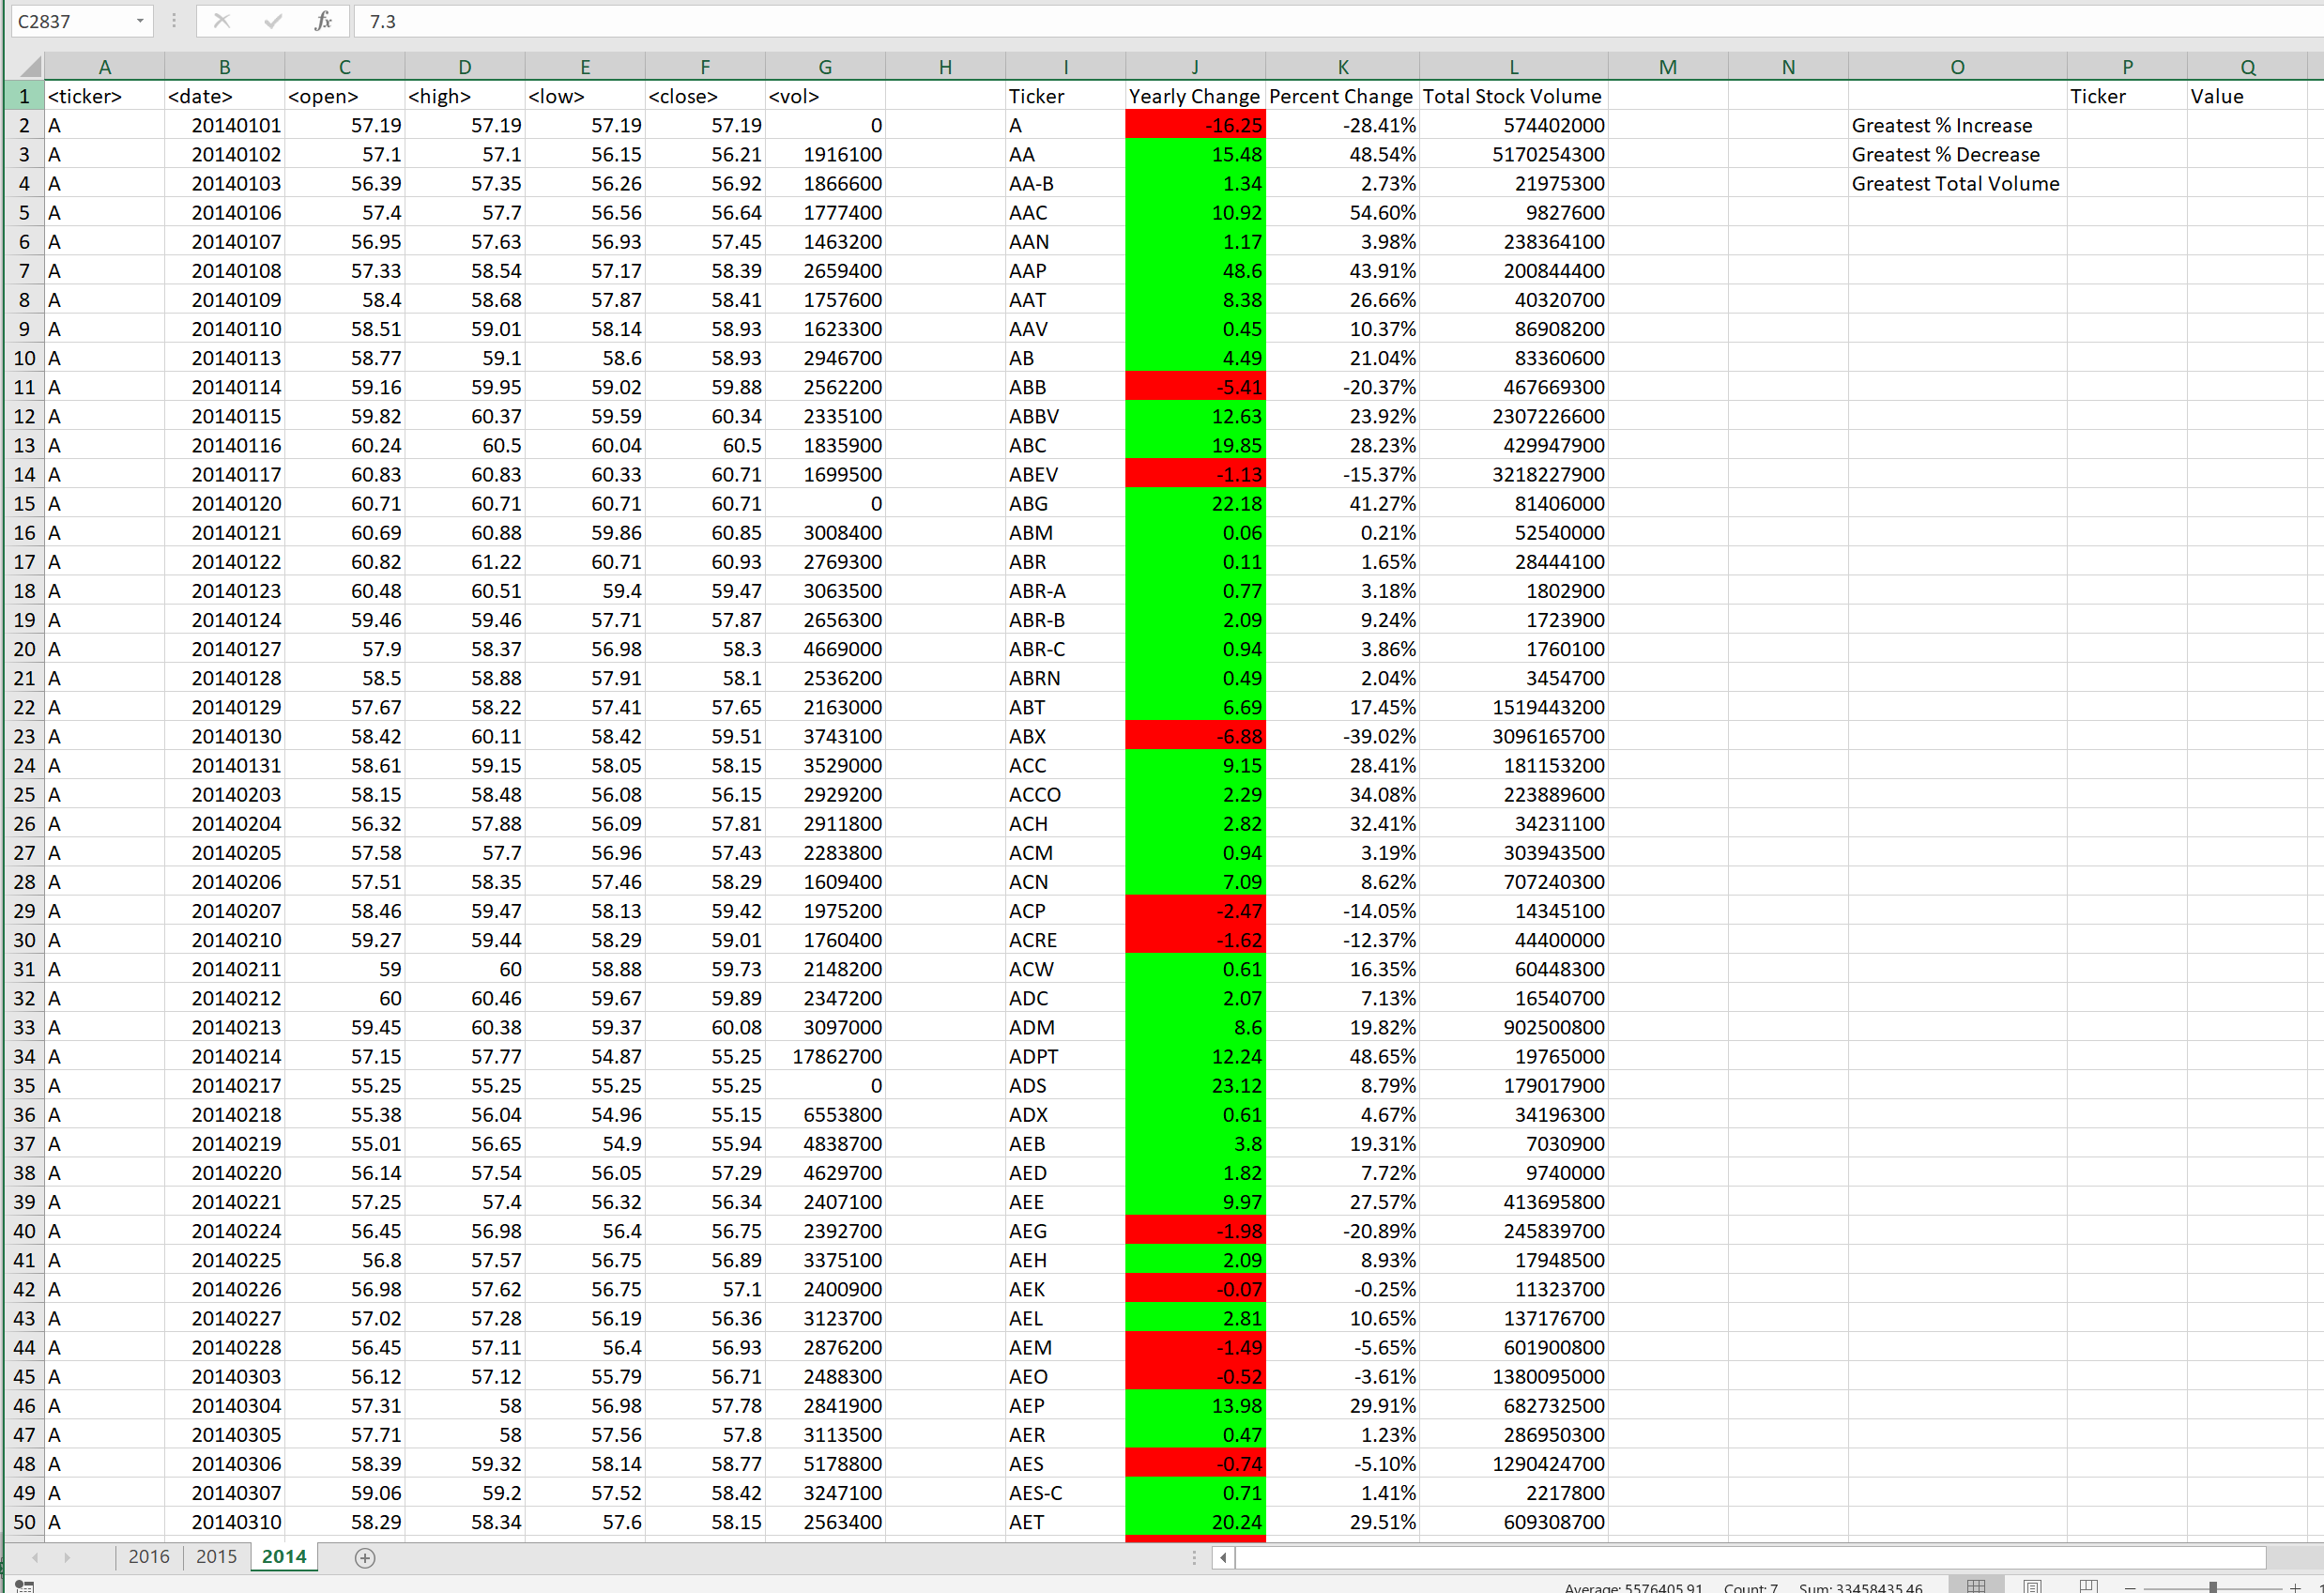 C2837 fx 7.3
A B C D E F G H I J K L M N O P Q
1 <ticker> <date> <open> <high> <low> <close> <vol> Ticker Yearly Change Percent Change Total Stock Volume Ticker Value
2 A 20140101 57.19 57.19 57.19 57.19 0 A -16.25 -28.41% 574402000 Greatest % Increase
3 A 20140102 57.1 57.1 56.15 56.21 1916100 AA 15.48 48.54% 5170254300 Greatest % Decrease
4 A 20140103 56.39 57.35 56.26 56.92 1866600 AA-B 1.34 2.73% 21975300 Greatest Total Volume
5 A 20140106 57.4 57.7 56.56 56.64 1777400 AAC 10.92 54.60% 9827600
6 A 20140107 56.95 57.63 56.93 57.45 1463200 AAN 1.17 3.98% 238364100
7 A 20140108 57.33 58.54 57.17 58.39 2659400 AAP 48.6 43.91% 200844400
8 A 20140109 58.4 58.68 57.87 58.41 1757600 AAT 8.38 26.66% 40320700
9 A 20140110 58.51 59.01 58.14 58.93 1623300 AAV 0.45 10.37% 86908200
10 A 20140113 58.77 59.1 58.6 58.93 2946700 AB 4.49 21.04% 83360600
11 A 20140114 59.16 59.95 59.02 59.88 2562200 ABB -5.41 -20.37% 467669300
12 A 20140115 59.82 60.37 59.59 60.34 2335100 ABBV 12.63 23.92% 2307226600
13 A 20140116 60.24 60.5 60.04 60.5 1835900 ABC 19.85 28.23% 429947900
14 A 20140117 60.83 60.83 60.33 60.71 1699500 ABEV -1.13 -15.37% 3218227900
15 A 20140120 60.71 60.71 60.71 60.71 0 ABG 22.18 41.27% 81406000
16 A 20140121 60.69 60.88 59.86 60.85 3008400 ABM 0.06 0.21% 52540000
17 A 20140122 60.82 61.22 60.71 60.93 2769300 ABR 0.11 1.65% 28444100
18 A 20140123 60.48 60.51 59.4 59.47 3063500 ABR-A 0.77 3.18% 1802900
19 A 20140124 59.46 59.46 57.71 57.87 2656300 ABR-B 2.09 9.24% 1723900
20 A 20140127 57.9 58.37 56.98 58.3 4669000 ABR-C 0.94 3.86% 1760100
21 A 20140128 58.5 58.88 57.91 58.1 2536200 ABRN 0.49 2.04% 3454700
22 A 20140129 57.67 58.22 57.41 57.65 2163000 ABT 6.69 17.45% 1519443200
23 A 20140130 58.42 60.11 58.42 59.51 3743100 ABX -6.88 -39.02% 3096165700
24 A 20140131 58.61 59.15 58.05 58.15 3529000 ACC 9.15 28.41% 181153200
25 A 20140203 58.15 58.48 56.08 56.15 2929200 ACCO 2.29 34.08% 223889600
26 A 20140204 56.32 57.88 56.09 57.81 2911800 ACH 2.82 32.41% 34231100
27 A 20140205 57.58 57.7 56.96 57.43 2283800 ACM 0.94 3.19% 303943500
28 A 20140206 57.51 58.35 57.46 58.29 1609400 ACN 7.09 8.62% 707240300
29 A 20140207 58.46 59.47 58.13 59.42 1975200 ACP -2.47 -14.05% 14345100
30 A 20140210 59.27 59.44 58.29 59.01 1760400 ACRE -1.62 -12.37% 44400000
31 A 20140211 59 60 58.88 59.73 2148200 ACW 0.61 16.35% 60448300
32 A 20140212 60 60.46 59.67 59.89 2347200 ADC 2.07 7.13% 16540700
33 A 20140213 59.45 60.38 59.37 60.08 3097000 ADM 8.6 19.82% 902500800
34 A 20140214 57.15 57.77 54.87 55.25 17862700 ADPT 12.24 48.65% 19765000
35 A 20140217 55.25 55.25 55.25 55.25 0 ADS 23.12 8.79% 179017900
36 A 20140218 55.38 56.04 54.96 55.15 6553800 ADX 0.61 4.67% 34196300
37 A 20140219 55.01 56.65 54.9 55.94 4838700 AEB 3.8 19.31% 7030900
38 A 20140220 56.14 57.54 56.05 57.29 4629700 AED 1.82 7.72% 9740000
39 A 20140221 57.25 57.4 56.32 56.34 2407100 AEE 9.97 27.57% 413695800
40 A 20140224 56.45 56.98 56.4 56.75 2392700 AEG -1.98 -20.89% 245839700
41 A 20140225 56.8 57.57 56.75 56.89 3375100 AEH 2.09 8.93% 17948500
42 A 20140226 56.98 57.62 56.75 57.1 2400900 AEK -0.07 -0.25% 11323700
43 A 20140227 57.02 57.28 56.19 56.36 3123700 AEL 2.81 10.65% 137176700
44 A 20140228 56.45 57.11 56.4 56.93 2876200 AEM -1.49 -5.65% 601900800
45 A 20140303 56.12 57.12 55.79 56.71 2488300 AEO -0.52 -3.61% 1380095000
46 A 20140304 57.31 58 56.98 57.78 2841900 AEP 13.98 29.91% 682732500
47 A 20140305 57.71 58 57.56 57.8 3113500 AER 0.47 1.23% 286950300
48 A 20140306 58.39 59.32 58.14 58.77 5178800 AES -0.74 -5.10% 1290424700
49 A 20140307 59.06 59.2 57.52 58.42 3247100 AES-C 0.71 1.41% 2217800
50 A 20140310 58.29 58.34 57.6 58.15 2563400 AET 20.24 29.51% 609308700
2016 2015 2014
Average: 5576405.91 Count: 7 Sum: 33458435.46